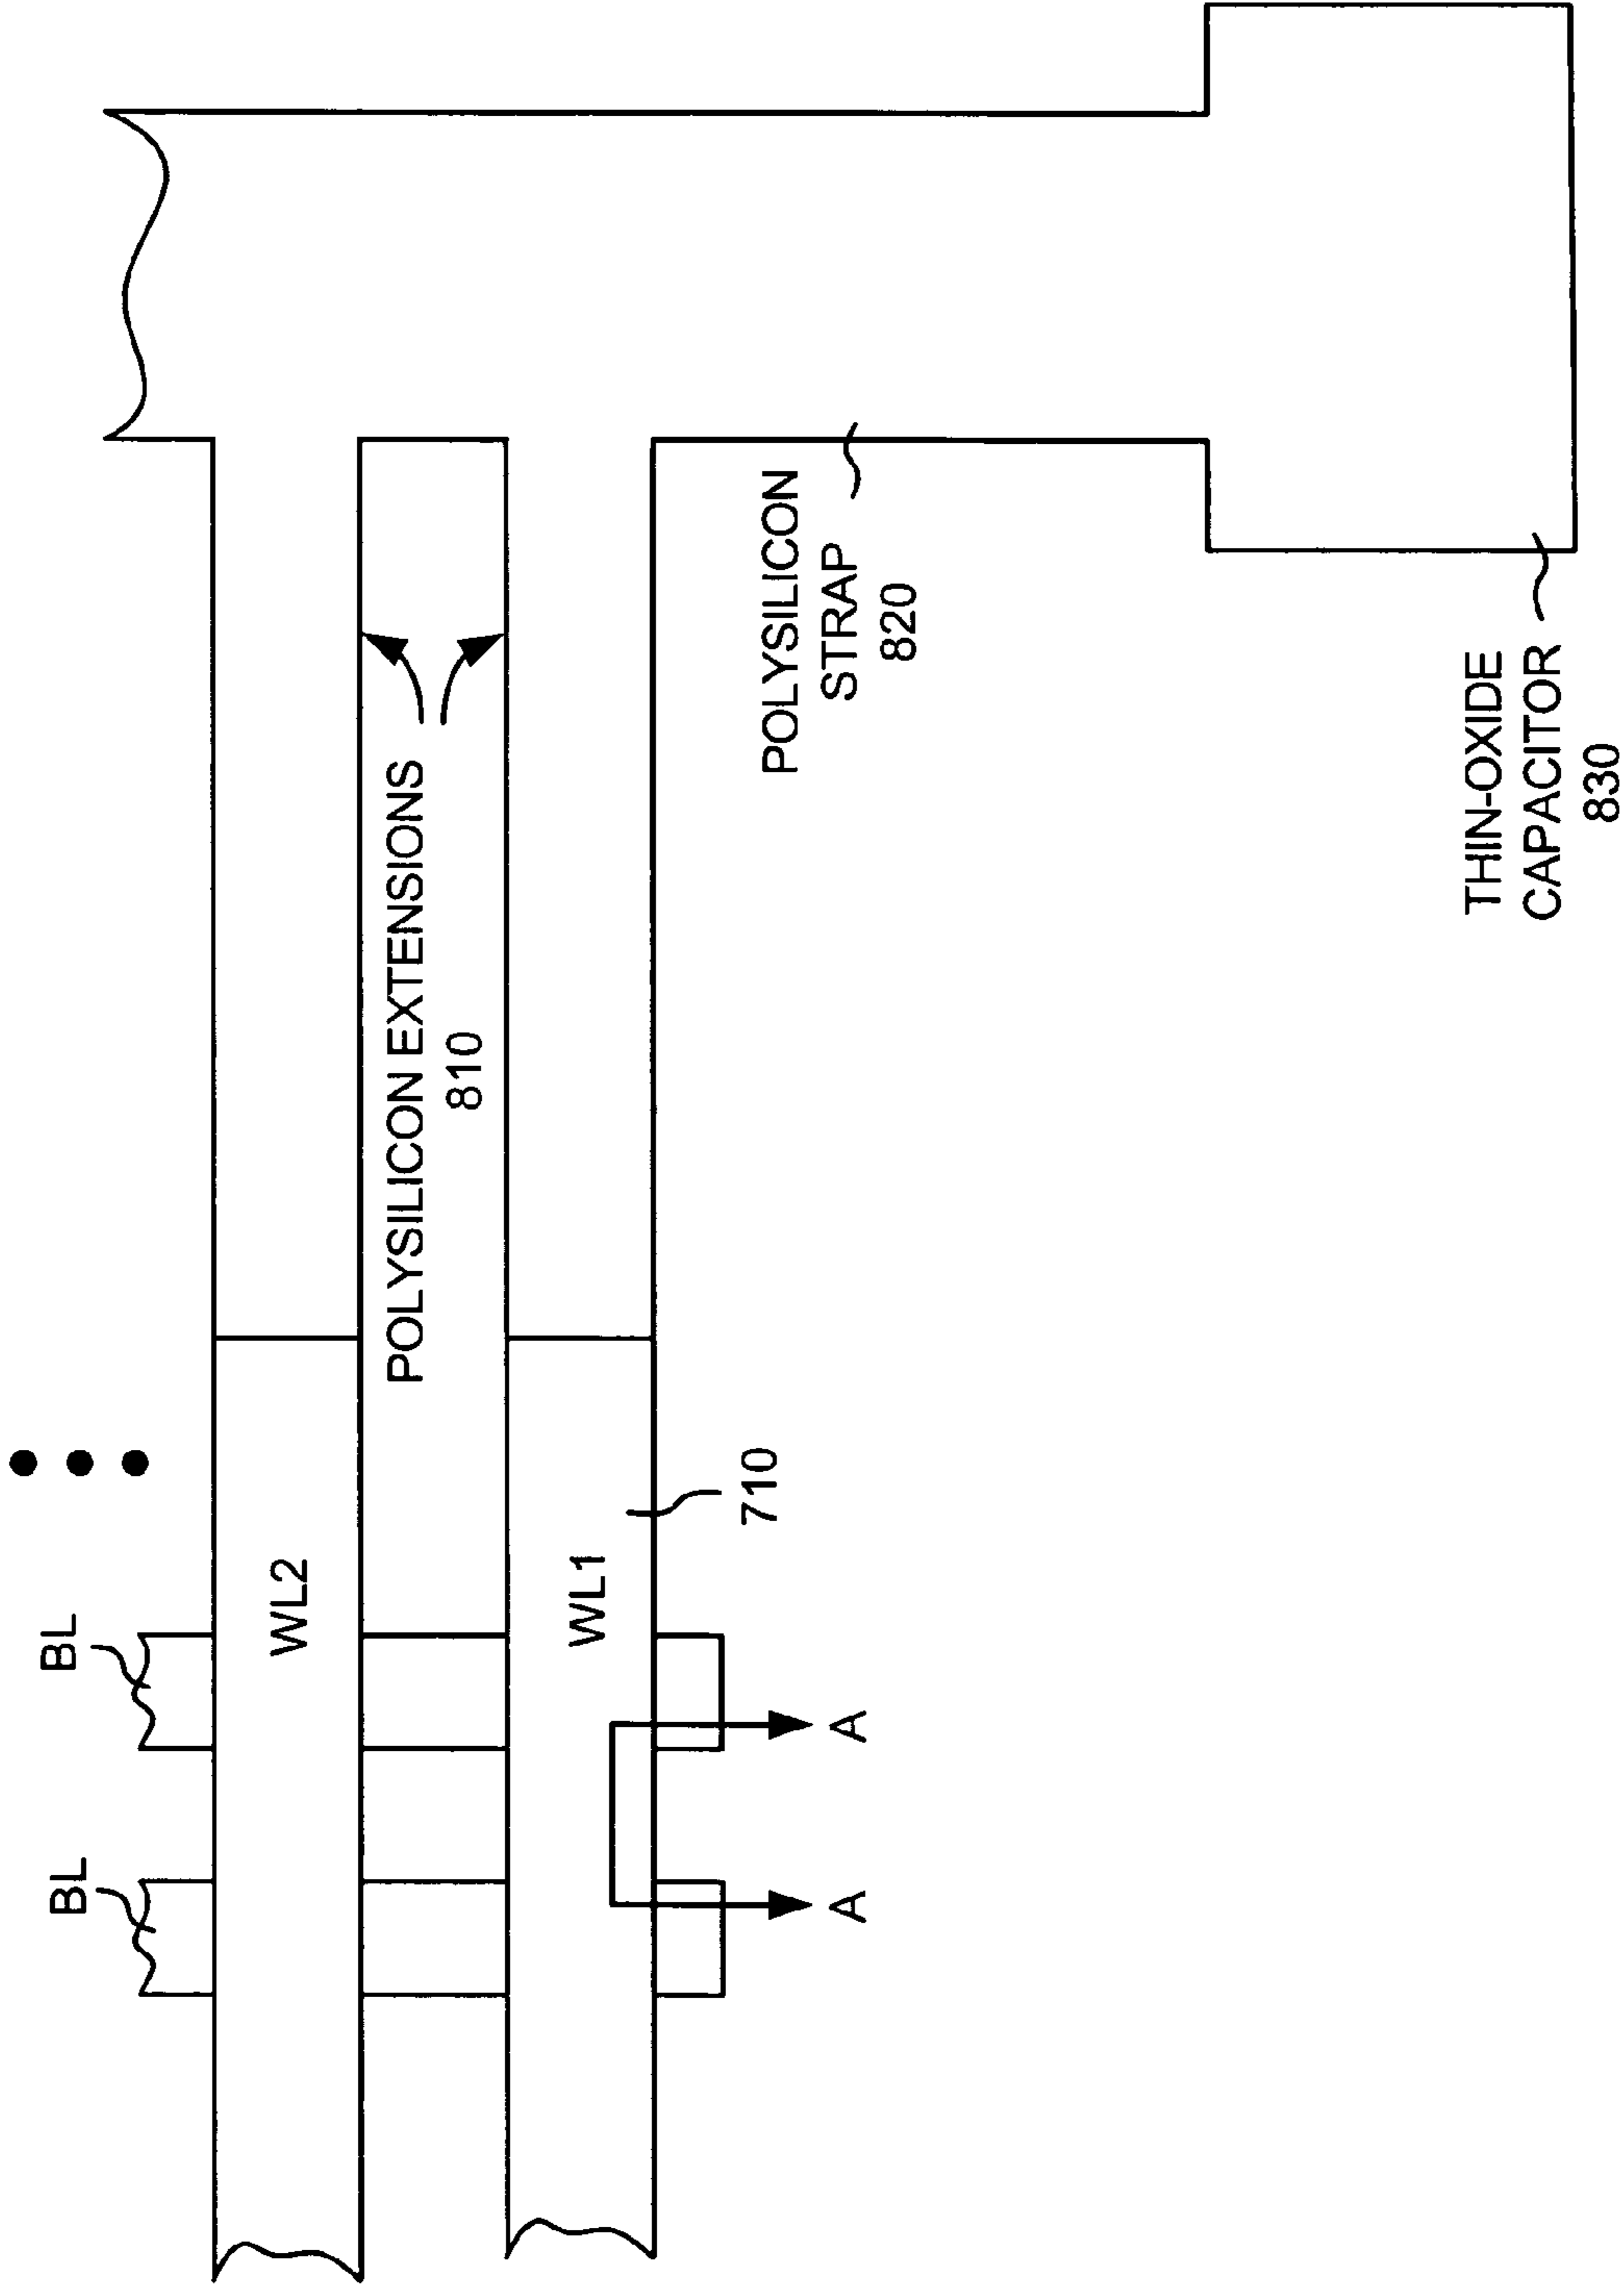 BL
BL
WL2
POLYSILICON EXTENSIONS
810
WL1
710
A
A
POLYSILICON
STRAP
820
THIN-OXIDE
CAPACITOR
830